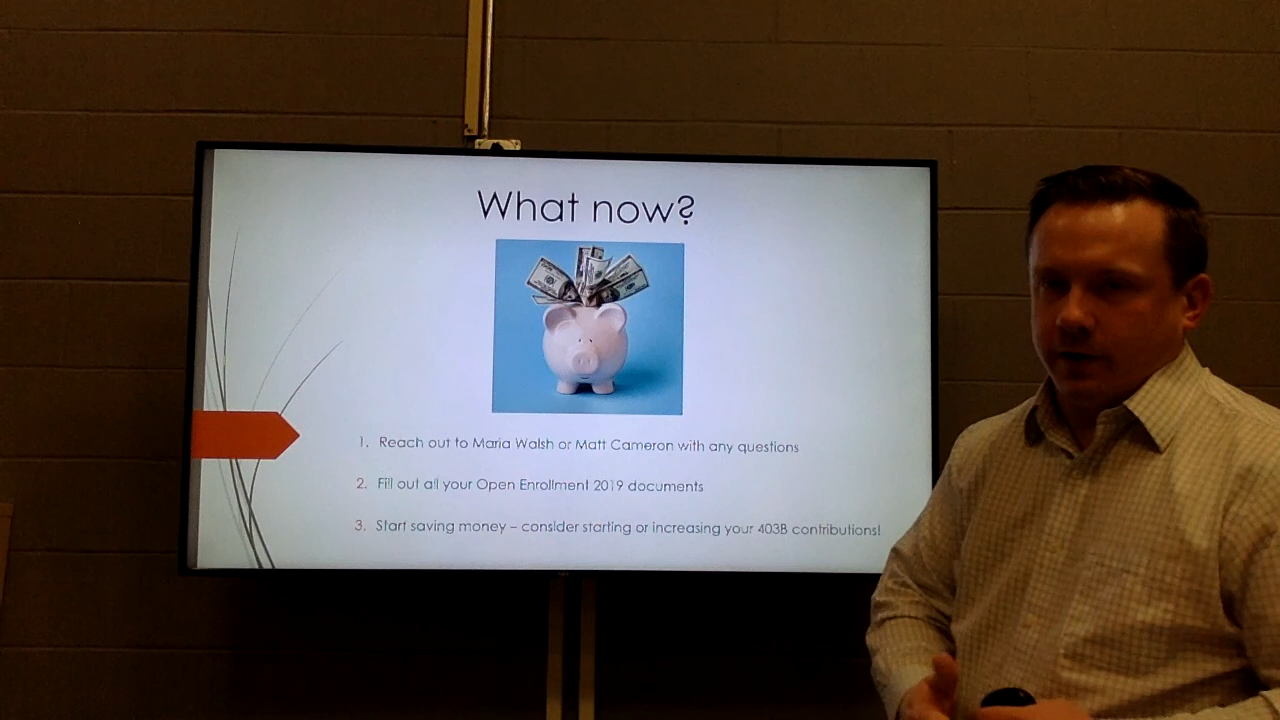 What now?
1. Reach out to Maria Walsh or Matt Cameron with any questions
2. Fill out all your Open Enrollment 2019 documents
3. Start saving money – consider starting or increasing your 403B contributions!